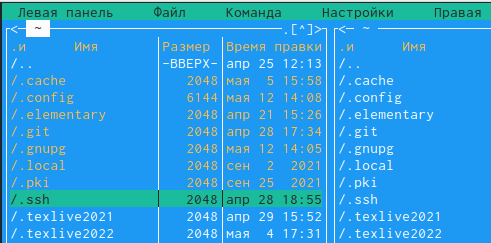 Левая панель Файл Команда Настройки Правая
<─ ~ .[^]> <─ ~
.и Имя Размер Время правки .и Имя
/.. -ВВЕРХ- апр 25 12:13 /..
/.cache 2048 мая 5 15:58 /.cache
/.config 6144 мая 12 14:08 /.config
/.elementary 2048 апр 21 15:26 /.elementary
/.git 2048 апр 28 17:34 /.git
/.gnupg 2048 мая 12 14:05 /.gnupg
/.local 2048 сен 2 2021 /.local
/.pki 2048 сен 25 2021 /.pki
/.ssh 2048 апр 28 18:55 /.ssh
/.texlive2021 2048 апр 29 15:52 /.texlive2021
/.texlive2022 2048 мая 4 17:31 /.texlive2022